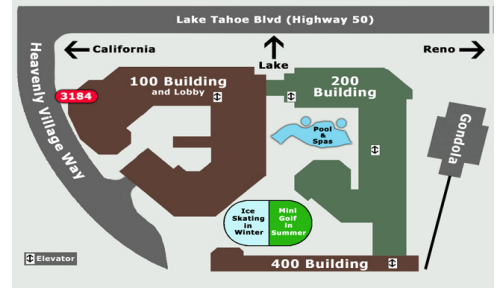 Lake Tahoe Blvd (Highway 50)
California
Lake
Reno
Heavenly Village Way
3184
100 Building
and Lobby
200
Building
Pool
&
Spas
Gondola
Ice
Skating
in
Winter
Mini
Golf
in
Summer
Elevator
400 Building